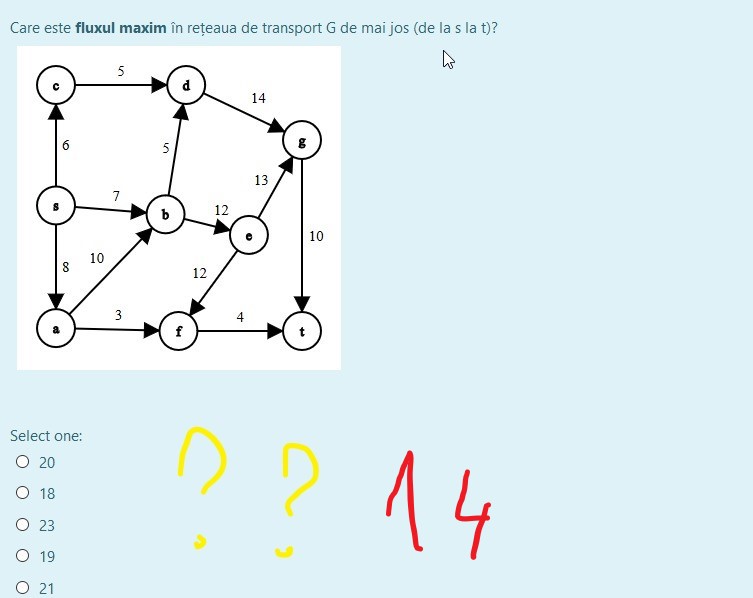 Care este fluxul maxim în rețeaua de transport G de mai jos (de la s la t)?
5
c
d
14
6
5
g
13
7
s
b
12
e
10
10
8
12
3
4
a
f
t
Select one:
20
18
23
19
21
? ? 14